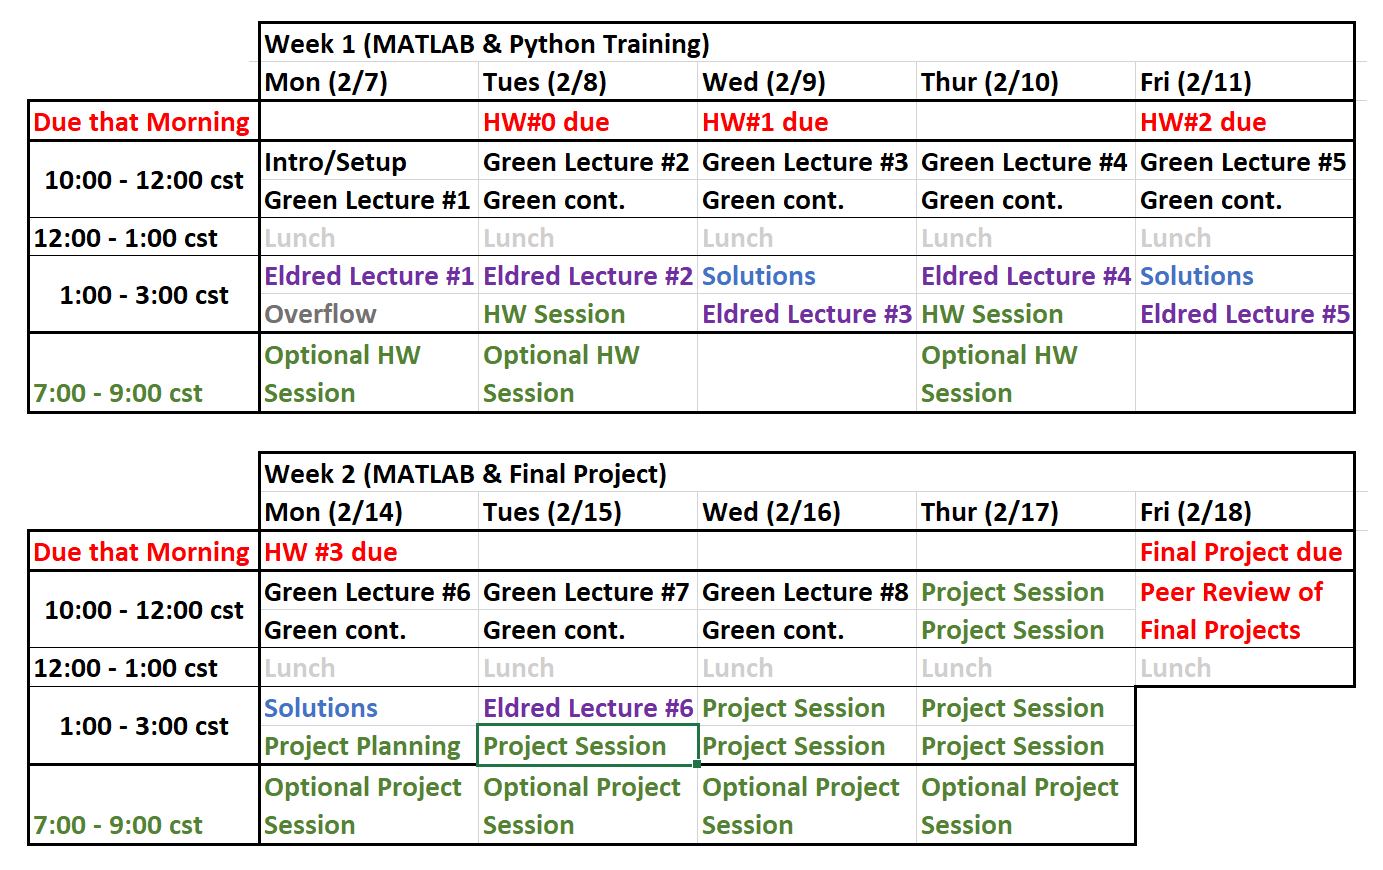 Week 1 (MATLAB & Python Training)
Mon (2/7) Tues (2/8) Wed (2/9) Thur (2/10) Fri (2/11)
Due that Morning HW#0 due HW#1 due HW#2 due
10:00 - 12:00 cst
Intro/Setup Green Lecture #2 Green Lecture #3 Green Lecture #4 Green Lecture #5
Green Lecture #1 Green cont. Green cont. Green cont. Green cont.
12:00 - 1:00 cst Lunch Lunch Lunch Lunch Lunch
1:00 - 3:00 cst
Eldred Lecture #1 Eldred Lecture #2 Solutions Eldred Lecture #4 Solutions
Overflow HW Session Eldred Lecture #3 HW Session Eldred Lecture #5
Optional HW Optional HW Optional HW
7:00 - 9:00 cst Session Session Session
Week 2 (MATLAB & Final Project)
Mon (2/14) Tues (2/15) Wed (2/16) Thur (2/17) Fri (2/18)
Due that Morning HW #3 due Final Project due
10:00 - 12:00 cst
Green Lecture #6 Green Lecture #7 Green Lecture #8 Project Session Peer Review of
Green cont. Green cont. Green cont. Project Session Final Projects
12:00 - 1:00 cst Lunch Lunch Lunch Lunch Lunch
1:00 - 3:00 cst
Solutions Eldred Lecture #6 Project Session Project Session
Project Planning Project Session Project Session Project Session
Optional Project Optional Project Optional Project Optional Project
7:00 - 9:00 cst Session Session Session Session